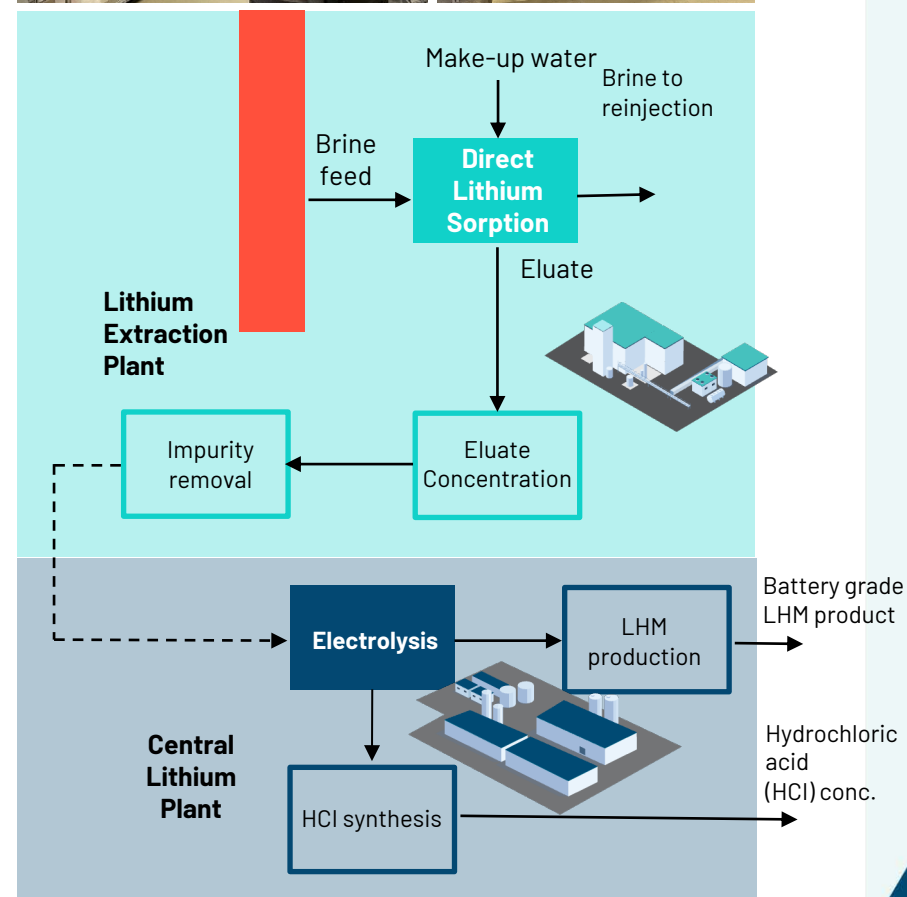 Make-up water
Brine to
reinjection
Brine
feed
Direct
Lithium
Sorption
Eluate
Lithium
Extraction
Plant
Impurity
removal
Eluate
Concentration
Battery grade
LHM product
Electrolysis
LHM
production
Central
Lithium
Plant
Hydrochloric
acid
(HCl) conc.
HCl synthesis